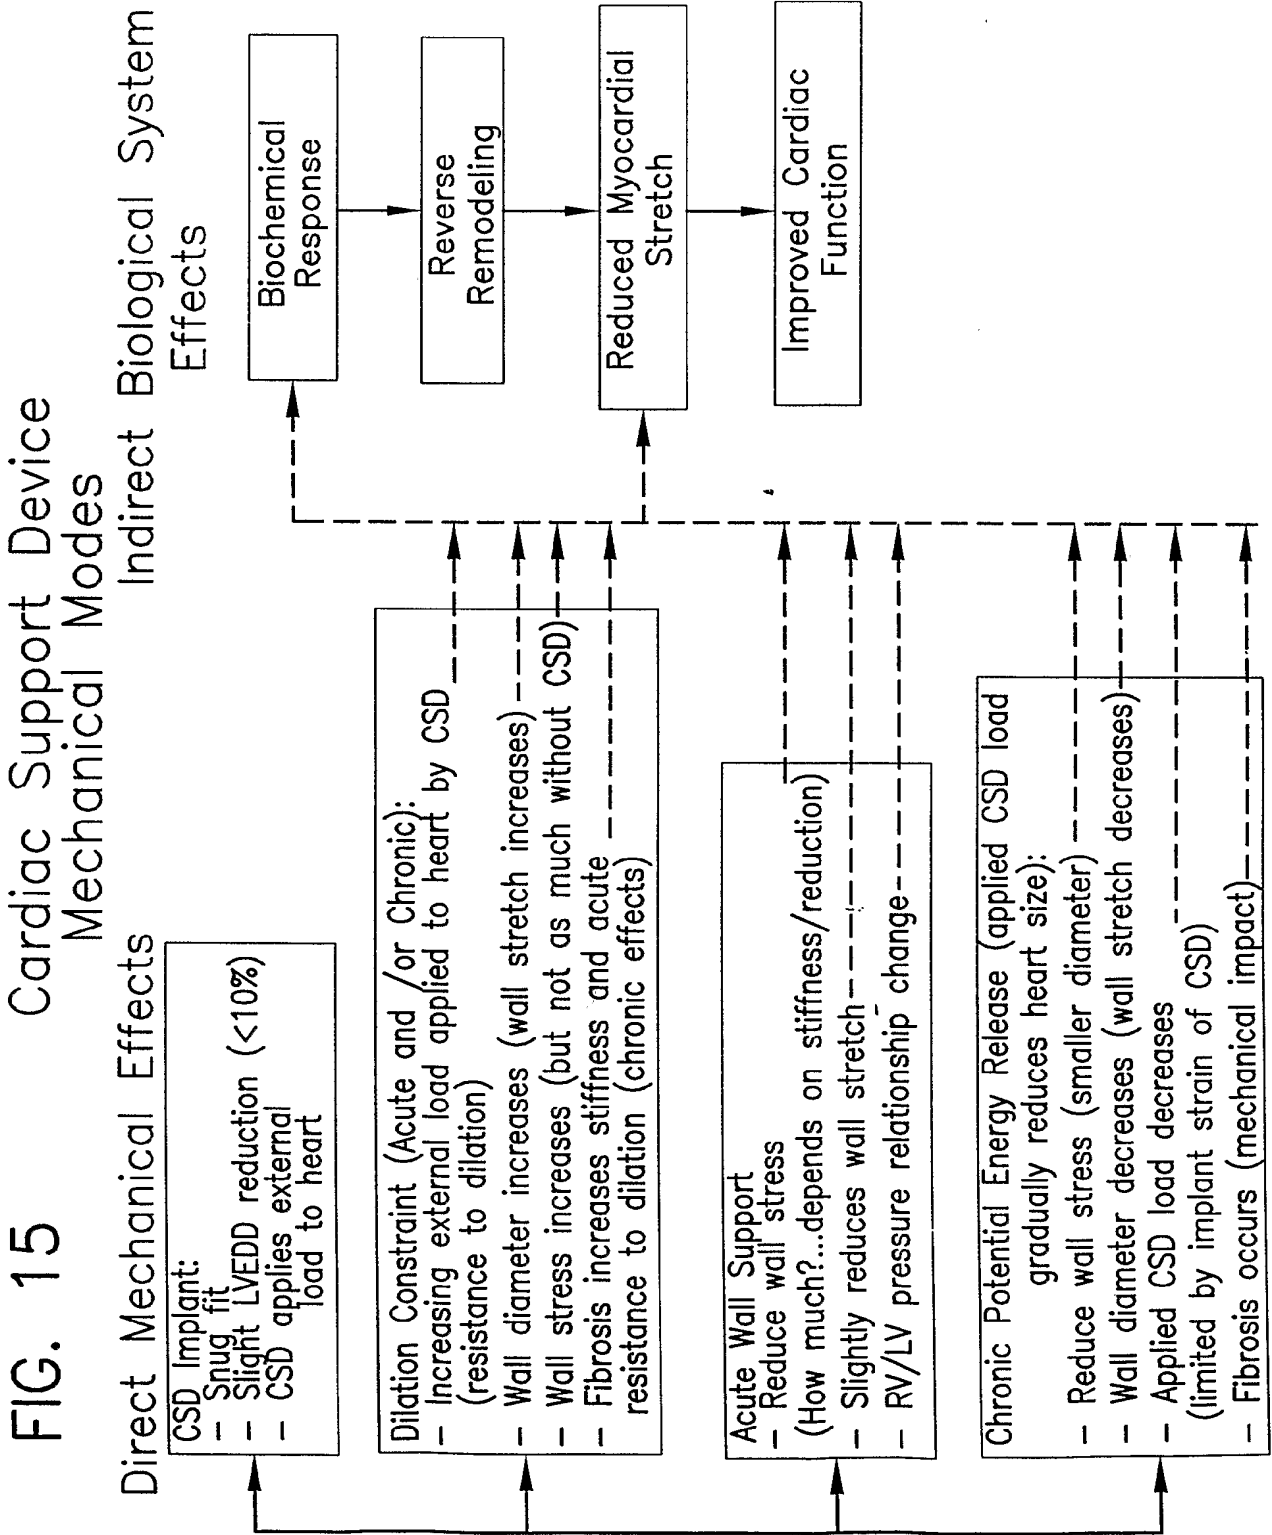 FIG. 15
Cardiac Support Device
Mechanical Modes
Direct Mechanical Effects
CSD Implant:
– Snug fit
– Slight LVEDD reduction (<10%)
– CSD applies external
load to heart
Dilation Constraint (Acute and /or Chronic):
– Increasing external load applied to heart by CSD
(resistance to dilation)
– Wall diameter increases (wall stretch increases)
– Wall stress increases (but not as much without CSD)
– Fibrosis increases stiffness and acute
resistance to dilation (chronic effects)
Acute Wall Support
– Reduce wall stress
(How much?...depends on stiffness/reduction)
– Slightly reduces wall stretch
– RV/LV pressure relationship change
Chronic Potential Energy Release (applied CSD load
gradually reduces heart size):
– Reduce wall stress (smaller diameter)
– Wall diameter decreases (wall stretch decreases)
– Applied CSD load decreases
(limited by implant strain of CSD)
– Fibrosis occurs (mechanical impact)
Indirect Biological System
Effects
Biochemical
Response
Reverse
Remodeling
Reduced Myocardial
Stretch
Improved Cardiac
Function